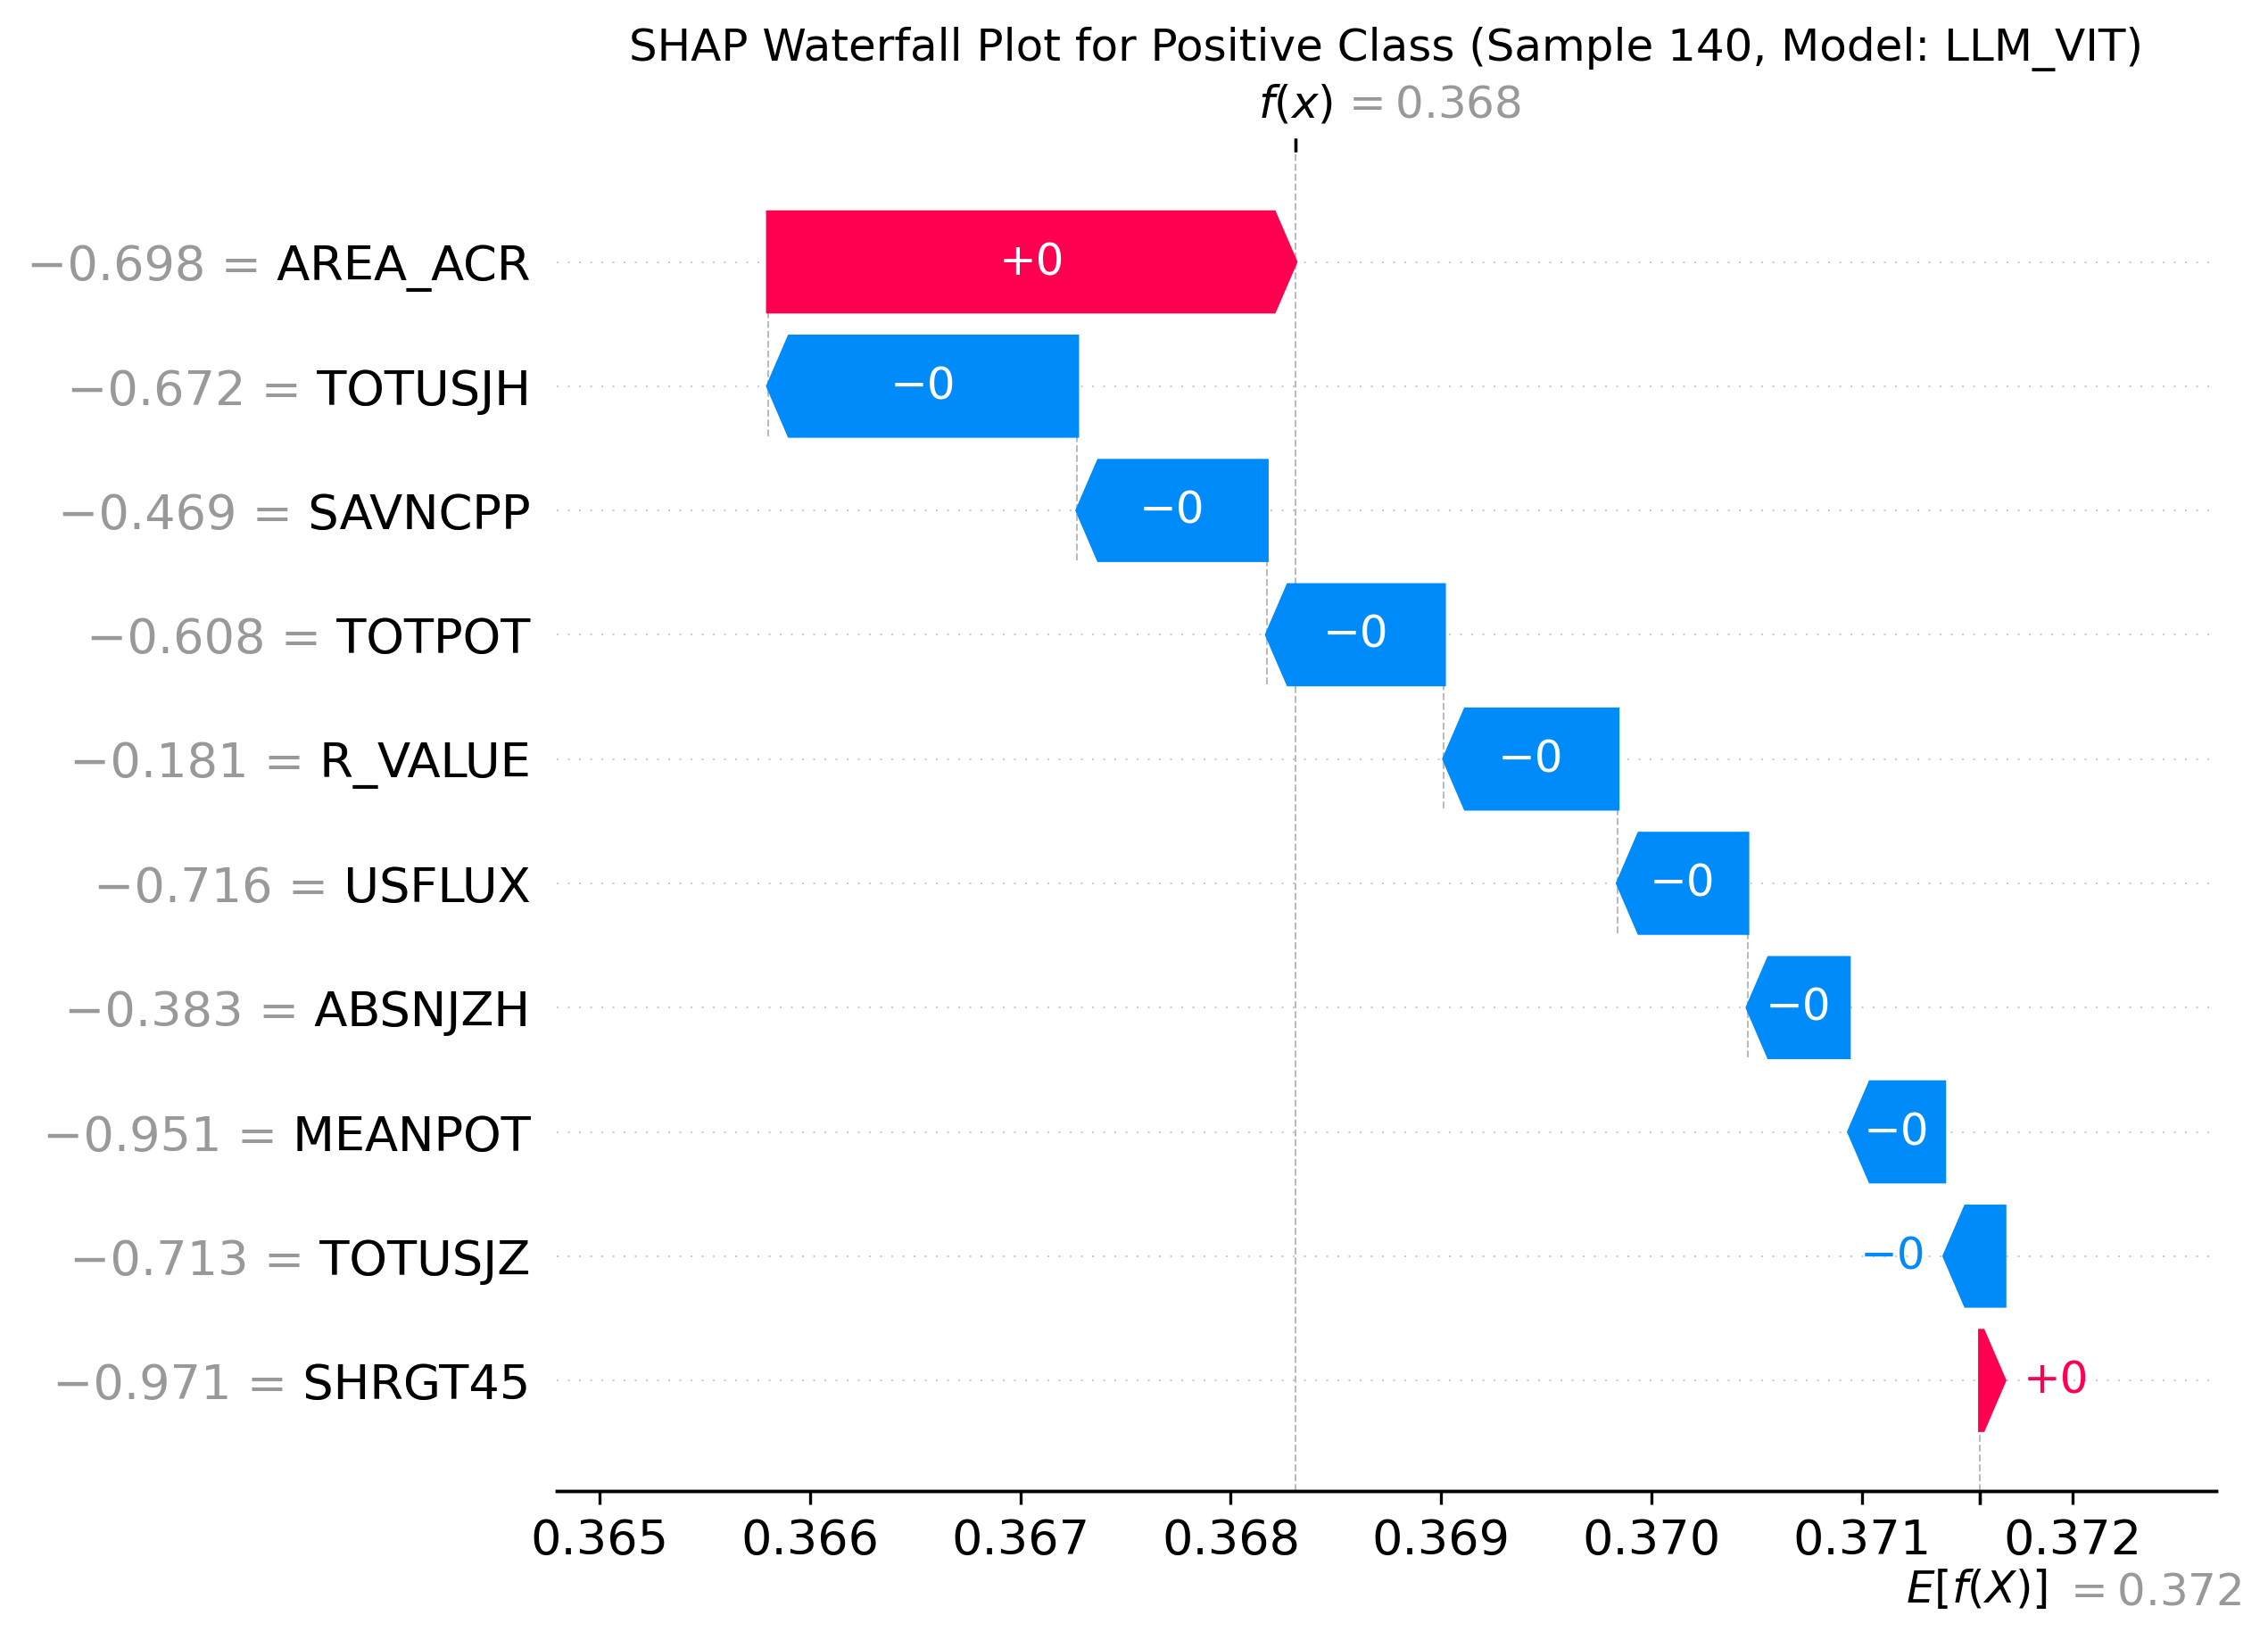 SHAP Waterfall Plot for Positive Class (Sample 140, Model: LLM_VIT)
f(x) = 0.368
−0.698 = AREA_ACR +0
−0.672 = TOTUSJH −0
−0.469 = SAVNCPP −0
−0.608 = TOTPOT −0
−0.181 = R_VALUE −0
−0.716 = USFLUX −0
−0.383 = ABSNJZH −0
−0.951 = MEANPOT −0
−0.713 = TOTUSJZ −0
−0.971 = SHRGT45 +0
0.365 0.366 0.367 0.368 0.369 0.370 0.371 0.372
E[f(X)] = 0.372